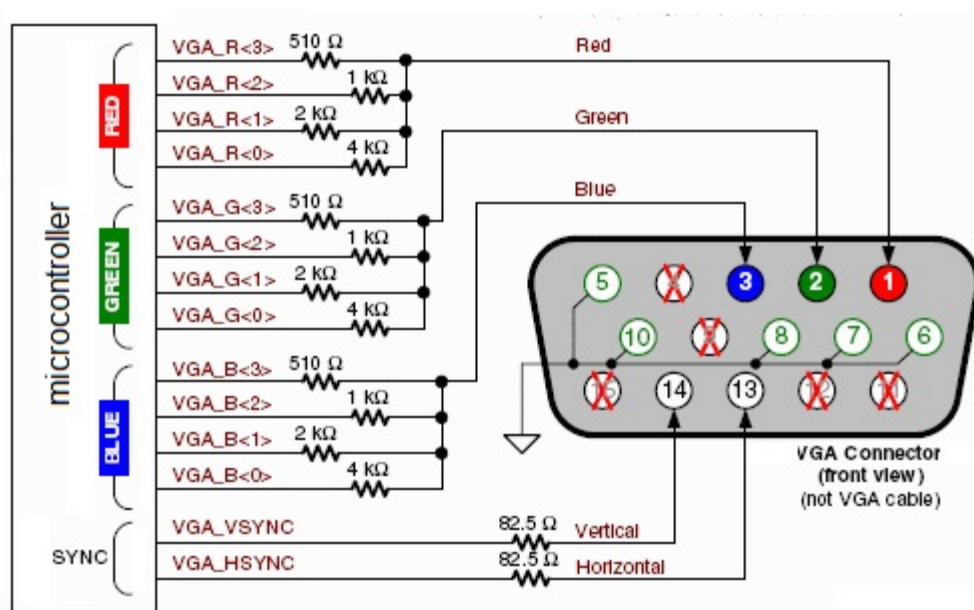 microcontroller
RED
VGA_R<3> 510 Ω
VGA_R<2> 1 kΩ
VGA_R<1> 2 kΩ
VGA_R<0> 4 kΩ
GREEN
VGA_G<3> 510 Ω
VGA_G<2> 1 kΩ
VGA_G<1> 2 kΩ
VGA_G<0> 4 kΩ
BLUE
VGA_B<3> 510 Ω
VGA_B<2> 1 kΩ
VGA_B<1> 2 kΩ
VGA_B<0> 4 kΩ
SYNC
VGA_VSYNC 82.5 Ω Vertical
VGA_HSYNC 82.5 Ω Horizontal
Red
Green
Blue
5 3 2 1
10 8 7 6
14 13
VGA Connector
(front view)
(not VGA cable)